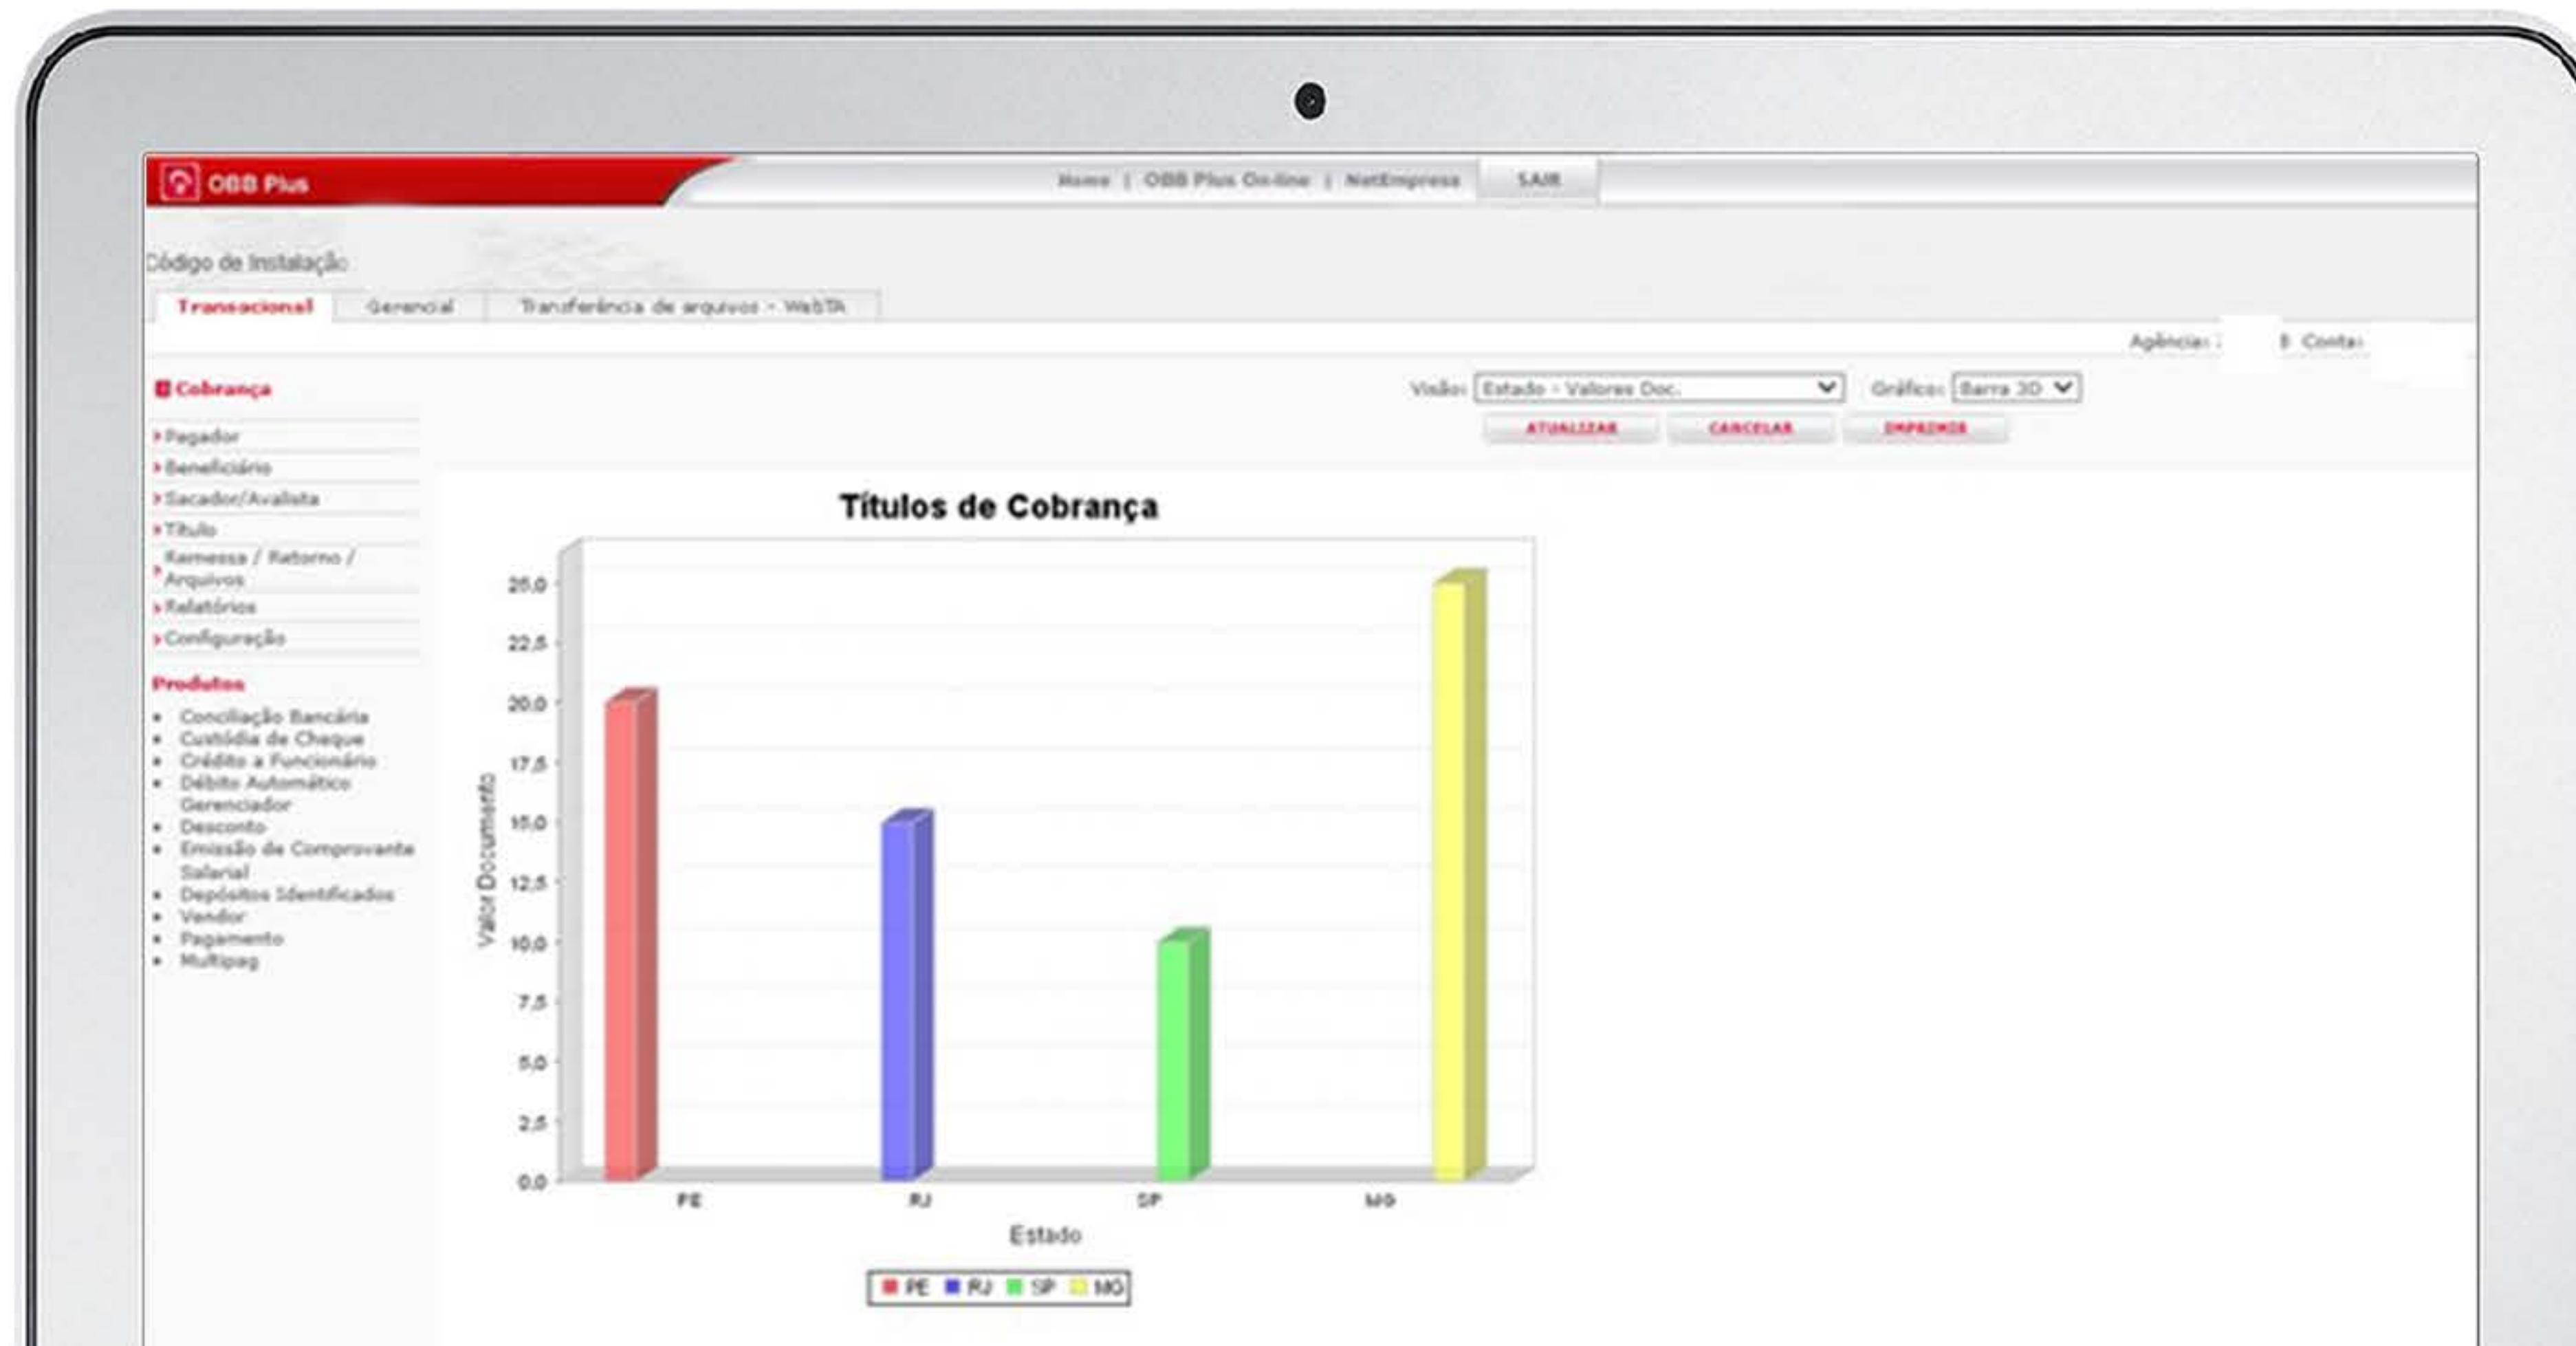 OBB Plus
Home | OBB Plus On-line | NetEmpresa SAIR
Código de Instalação
Transacional Gerencial Transferência de arquivos - WebTA
Agência: Conta:
Cobrança
Visão: Estado - Valores Doc. Gráfico: Barra 3D
ATUALIZAR CANCELAR IMPRIMIR
Pagador
Beneficiário
Sacador/Avalista
Título
Remessa / Retorno /
Arquivos
Relatórios
Configuração
Produtos
Conciliação Bancária
Custódia de Cheque
Crédito a Funcionário
Débito Automático
Gerenciador
Desconto
Emissão de Comprovante
Salarial
Depósitos Identificados
Vendor
Pagamento
Multipag
Títulos de Cobrança
Valor Documento
25,0
22,5
20,0
17,5
15,0
12,5
10,0
7,5
5,0
2,5
0,0
PE RJ SP MG
Estado
PE RJ SP MG